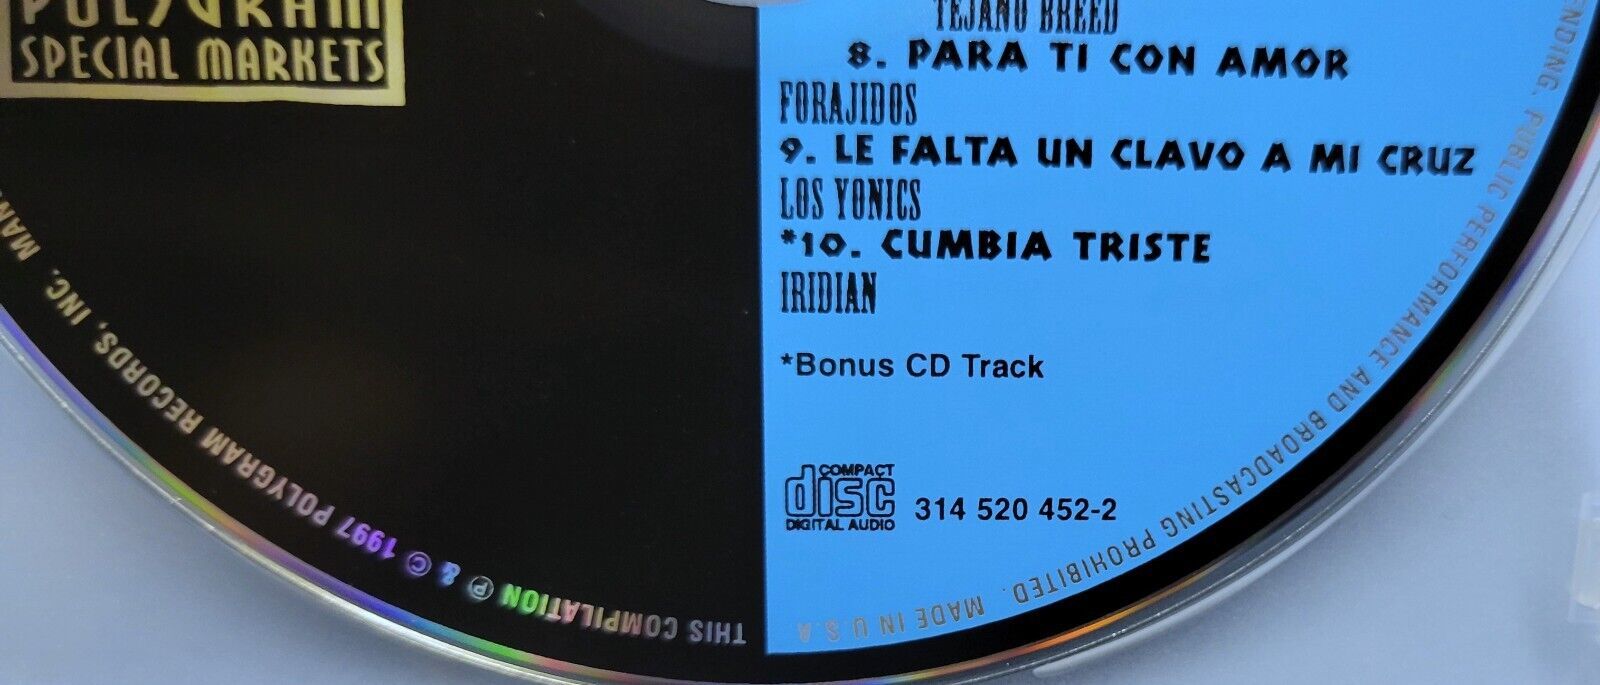 POLYGRAM
SPECIAL MARKETS
TEJANO BREED
8. PARA TI CON AMOR
FORAJIDOS
9. LE FALTA UN CLAVO A MI CRUZ
LOS YONICS
*10. CUMBIA TRISTE
IRIDIAN
*Bonus CD Track
COMPACT
disc
DIGITAL AUDIO
314 520 452-2
PUBLIC PERFORMANCE AND BROADCASTING PROHIBITED. MADE IN U.S.A
THIS COMPILATION ℗ & © 1997 POLYGRAM RECORDS, INC.